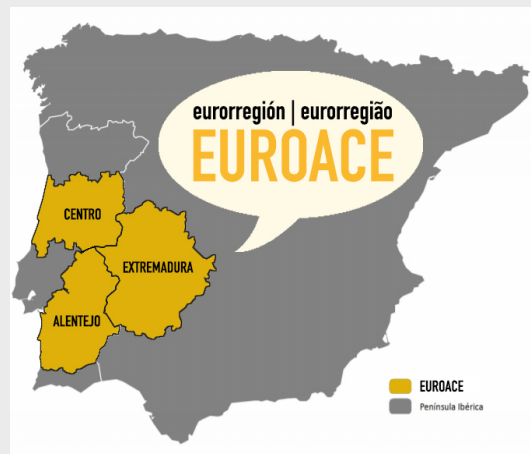 eurorregión | eurorregião
EUROACE
CENTRO
EXTREMADURA
ALENTEJO
EUROACE
Península Ibérica